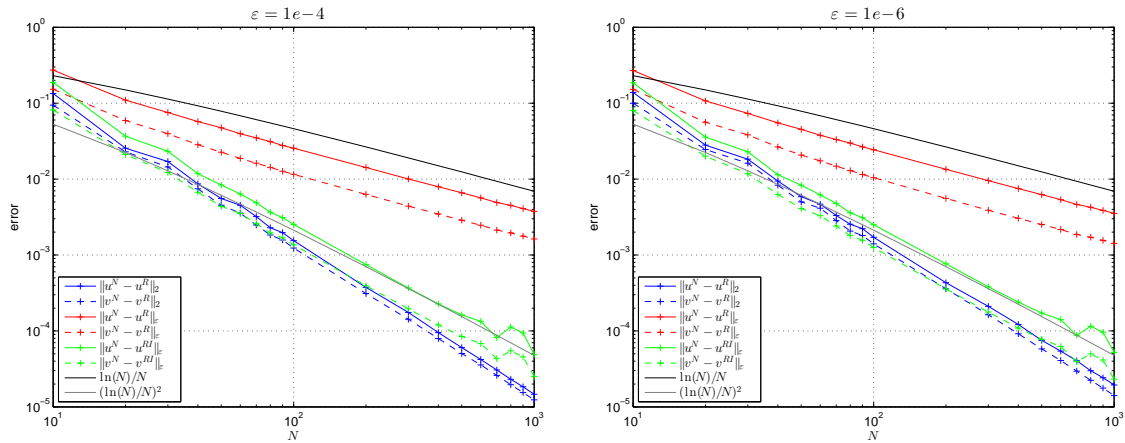 ε = 1e−4
10^0
10^-1
10^-2
10^-3
10^-4
10^-5
error
‖u^N − u^R‖_2
‖v^N − v^R‖_2
‖u^N − u^R‖_ε
‖v^N − v^R‖_ε
‖u^N − u^{RI}‖_ε
‖v^N − v^{RI}‖_ε
ln(N)/N
(ln(N)/N)^2
10^1
10^2
10^3
N
ε = 1e−6
10^0
10^-1
10^-2
10^-3
10^-4
10^-5
error
‖u^N − u^R‖_2
‖v^N − v^R‖_2
‖u^N − u^R‖_ε
‖v^N − v^R‖_ε
‖u^N − u^{RI}‖_ε
‖v^N − v^{RI}‖_ε
ln(N)/N
(ln(N)/N)^2
10^1
10^2
10^3
N